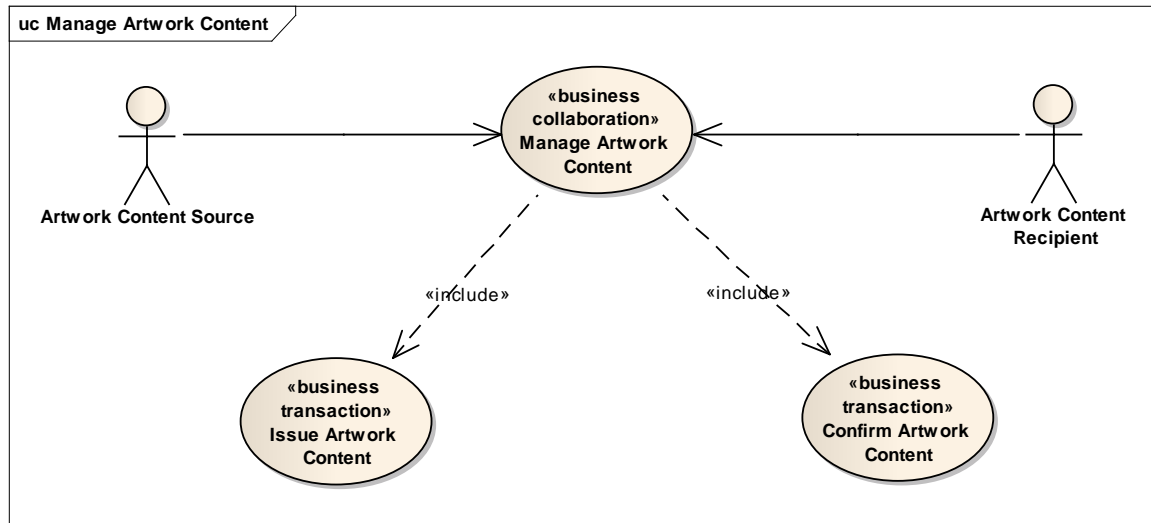 uc Manage Artwork Content
«business
collaboration»
Manage Artwork
Content
Artwork Content Source
Artwork Content
Recipient
«include»
«include»
«business
transaction»
Issue Artwork
Content
«business
transaction»
Confirm Artwork
Content